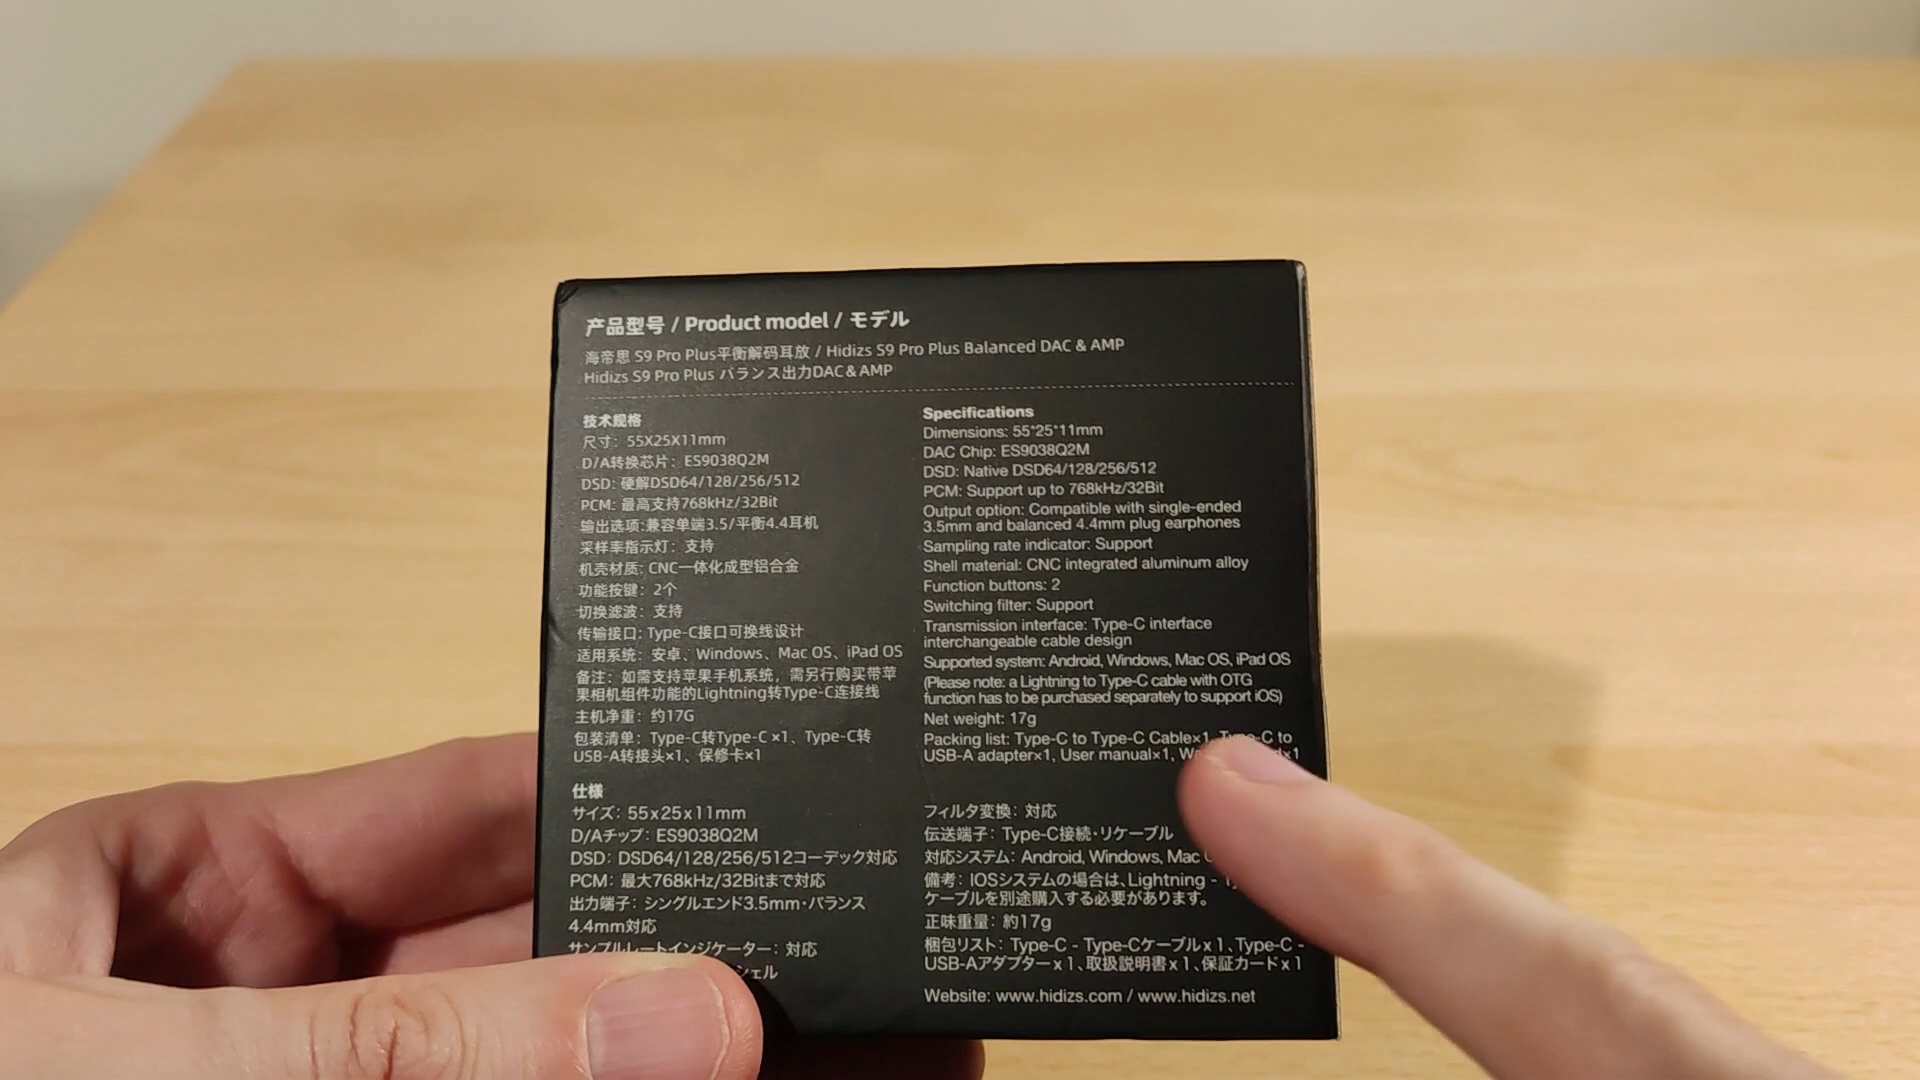 产品型号 / Product model / モデル
海帝思 S9 Pro Plus平衡解码耳放 / Hidizs S9 Pro Plus Balanced DAC & AMP
Hidizs S9 Pro Plus バランス出力DAC&AMP
技术规格
尺寸: 55X25X11mm
D/A转换芯片: ES9038Q2M
DSD: 硬解DSD64/128/256/512
PCM: 最高支持768kHz/32Bit
输出选项:兼容单端3.5/平衡4.4耳机
采样率指示灯: 支持
机壳材质: CNC一体化成型铝合金
功能按键: 2个
切换滤波: 支持
传输接口: Type-C接口可换线设计
适用系统: 安卓、Windows、Mac OS、iPad OS
备注: 如需支持苹果手机系统, 需另行购买带苹
果相机组件功能的Lightning转Type-C连接线
主机净重: 约17G
包装清单: Type-C转Type-C ×1、Type-C转
USB-A转接头×1、保修卡×1
Specifications
Dimensions: 55*25*11mm
DAC Chip: ES9038Q2M
DSD: Native DSD64/128/256/512
PCM: Support up to 768kHz/32Bit
Output option: Compatible with single-ended
3.5mm and balanced 4.4mm plug earphones
Sampling rate indicator: Support
Shell material: CNC integrated aluminum alloy
Function buttons: 2
Switching filter: Support
Transmission interface: Type-C interface
interchangeable cable design
Supported system: Android, Windows, Mac OS, iPad OS
(Please note: a Lightning to Type-C cable with OTG
function has to be purchased separately to support iOS)
Net weight: 17g
Packing list: Type-C to Type-C Cable×1, Type-C to
USB-A adapter×1, User manual×1,
仕様
サイズ: 55x25x11mm
D/Aチップ: ES9038Q2M
DSD: DSD64/128/256/512コーデック対応
PCM: 最大768kHz/32Bitまで対応
出力端子: シングルエンド3.5mm・バランス
4.4mm対応
サンプルレートインジケーター: 対応
シェル
フィルタ変換: 対応
伝送端子: Type-C接続・リケーブル
対応システム: Android, Windows, Mac
備考: IOSシステムの場合は、Lightning -
ケーブルを別途購入する必要があります。
正味重量: 約17g
梱包リスト: Type-C - Type-Cケーブル x 1、Type-C -
USB-Aアダプター x 1、取扱説明書 x 1、保証カード x 1
Website: www.hidizs.com / www.hidizs.net